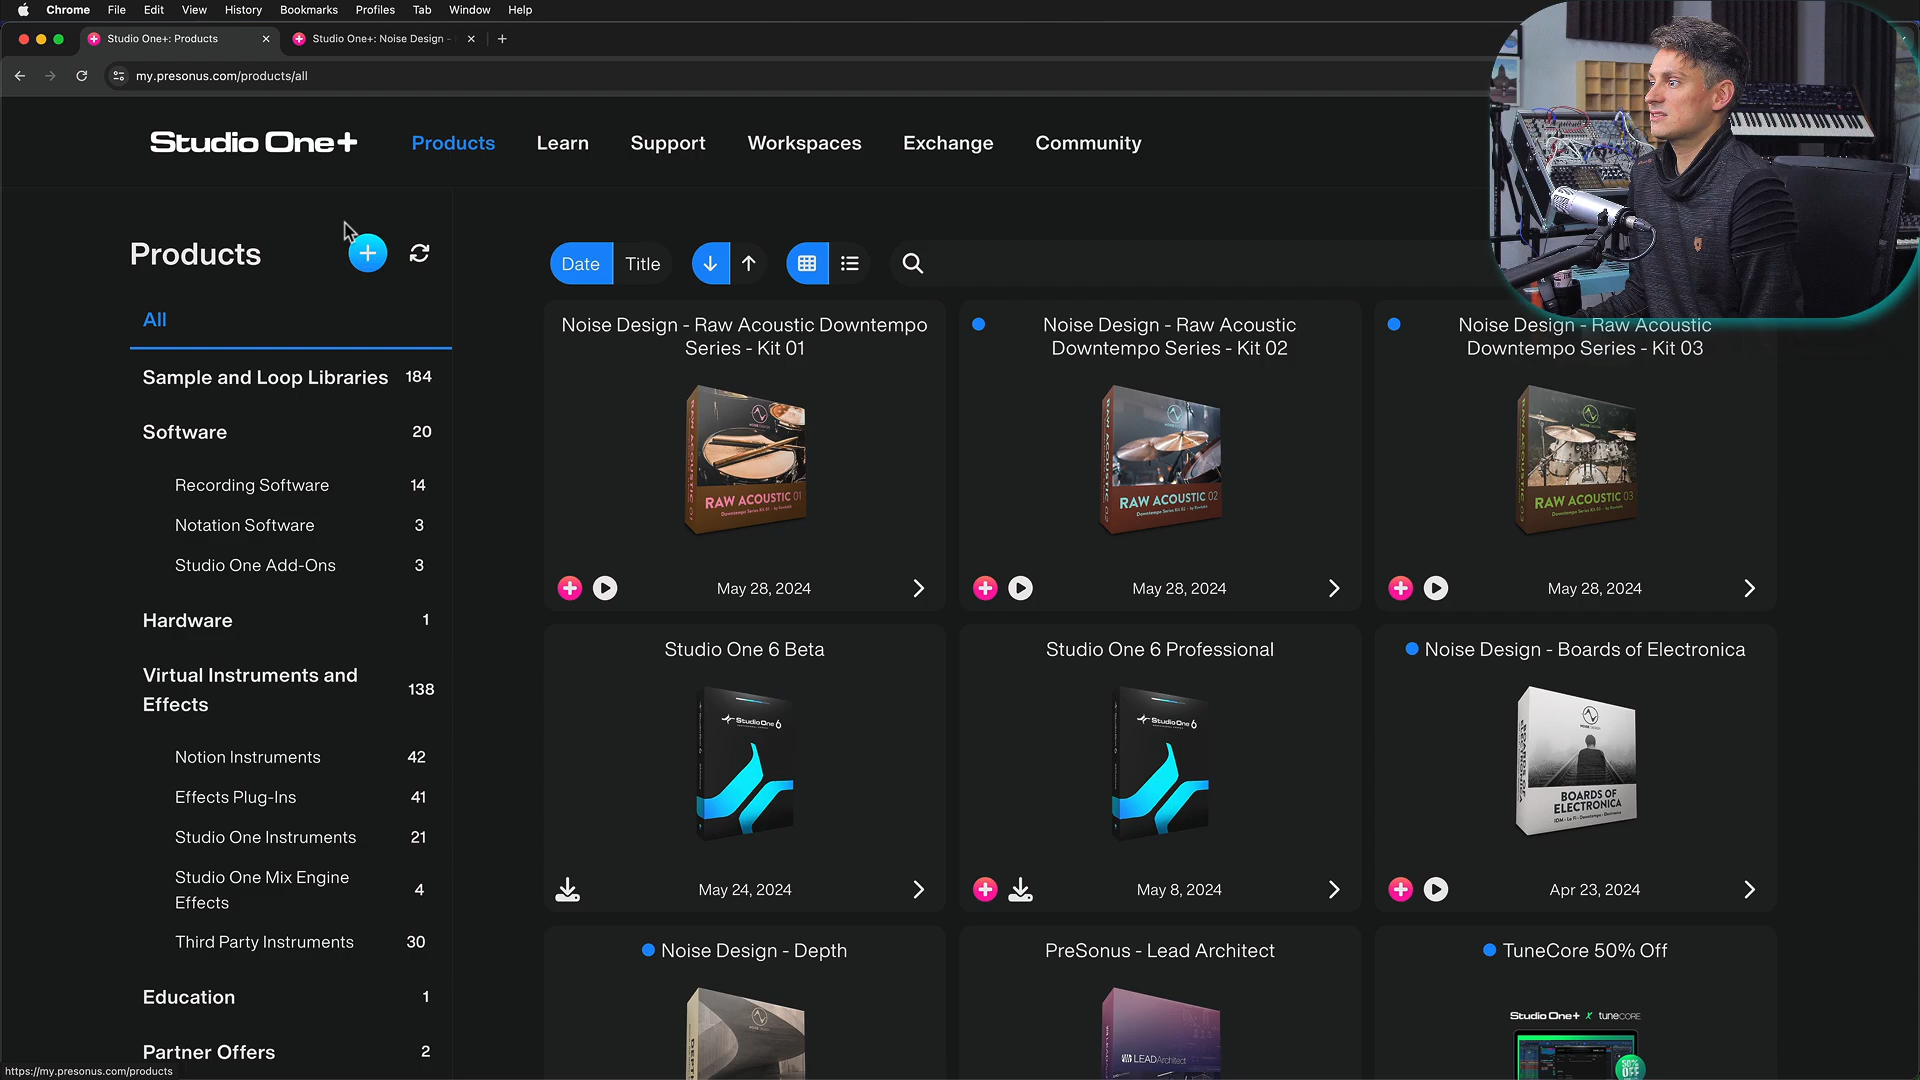 Chrome File Edit View History Bookmarks Profiles Tab Window Help
Studio One+: Products
Studio One+: Noise Design -
my.presonus.com/products/all
Studio One+ Products Learn Support Workspaces Exchange Community
Products
All
Sample and Loop Libraries 184
Software 20
Recording Software 14
Notation Software 3
Studio One Add-Ons 3
Hardware 1
Virtual Instruments and
Effects 138
Notion Instruments 42
Effects Plug-Ins 41
Studio One Instruments 21
Studio One Mix Engine
Effects 4
Third Party Instruments 30
Education 1
Partner Offers 2
https://my.presonus.com/products
Date Title
Noise Design - Raw Acoustic Downtempo
Series - Kit 01
RAW ACOUSTIC 01
May 28, 2024
Noise Design - Raw Acoustic
Downtempo Series - Kit 02
RAW ACOUSTIC 02
May 28, 2024
Noise Design - Raw Acoustic
Downtempo Series - Kit 03
RAW ACOUSTIC 03
May 28, 2024
Studio One 6 Beta
Studio One 6
May 24, 2024
Studio One 6 Professional
Studio One 6
May 8, 2024
Noise Design - Boards of Electronica
BOARDS OF
ELECTRONICA
Apr 23, 2024
Noise Design - Depth
PreSonus - Lead Architect
LEADArchitect
TuneCore 50% Off
Studio One+ x TUNECORE
50%
OFF